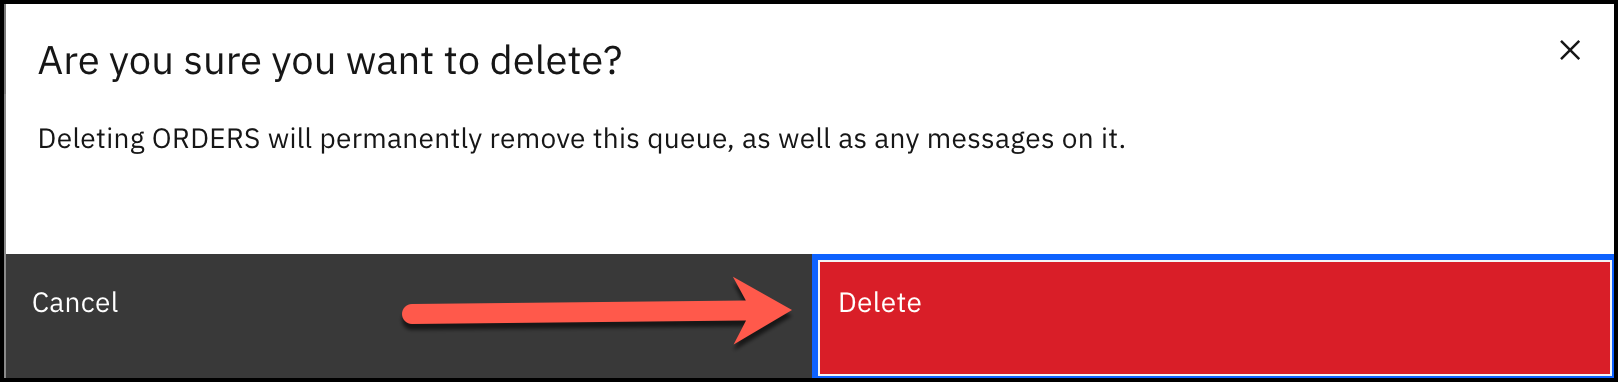 Are you sure you want to delete?
Deleting ORDERS will permanently remove this queue, as well as any messages on it.
Cancel
Delete